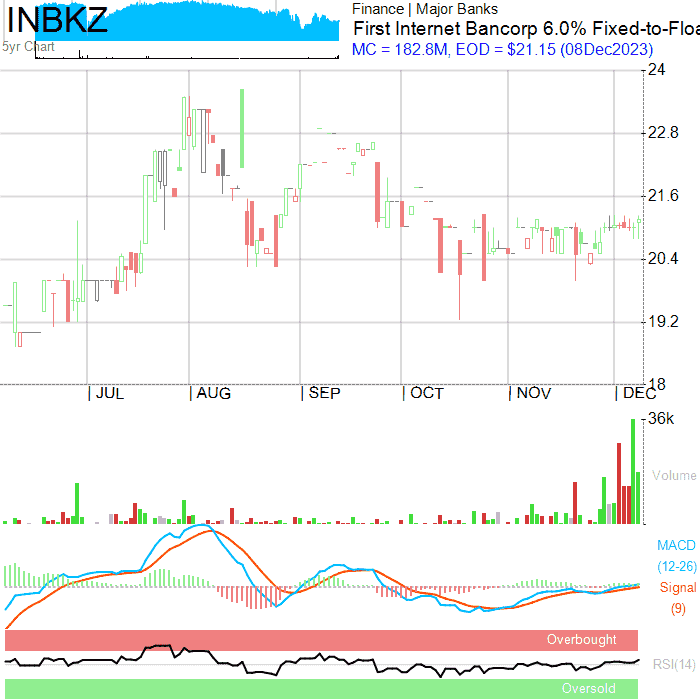 INBKZ
5yr Chart
Finance | Major Banks
First Internet Bancorp 6.0% Fixed-to-Floa
MC = 182.8M, EOD = $21.15 (08Dec2023)
24
22.8
21.6
20.4
19.2
18
| JUL | AUG | SEP | OCT | NOV | DEC
36k
Volume
MACD
(12-26)
Signal
(9)
Overbought
RSI(14)
Oversold